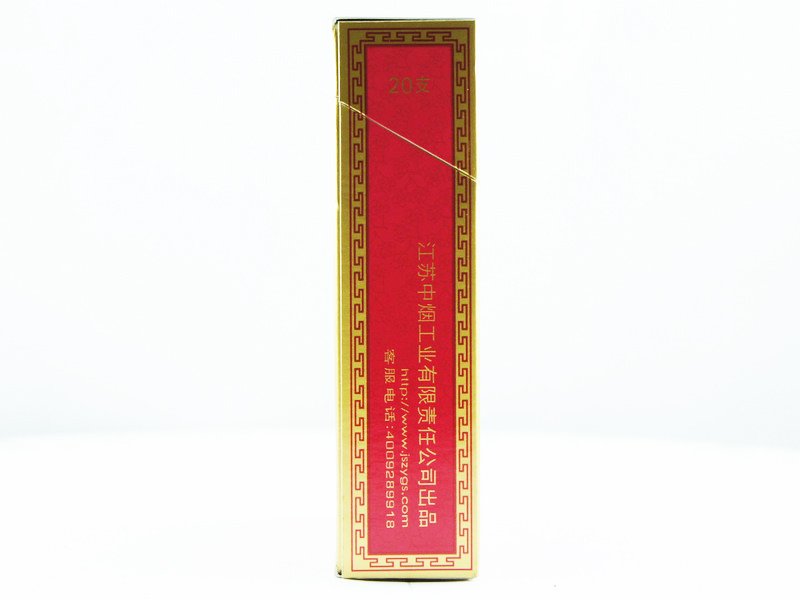 20支
江苏中烟工业有限责任公司出品
http://www.jszygs.com
客服电话:4009289918